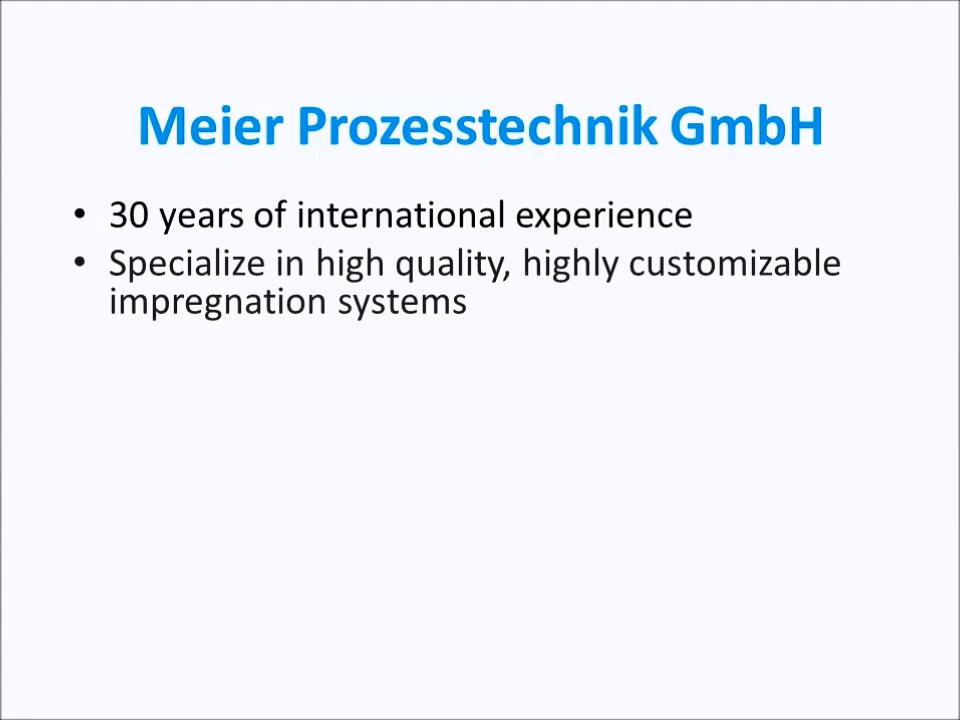 Meier Prozesstechnik GmbH
• 30 years of international experience
• Specialize in high quality, highly customizable
impregnation systems